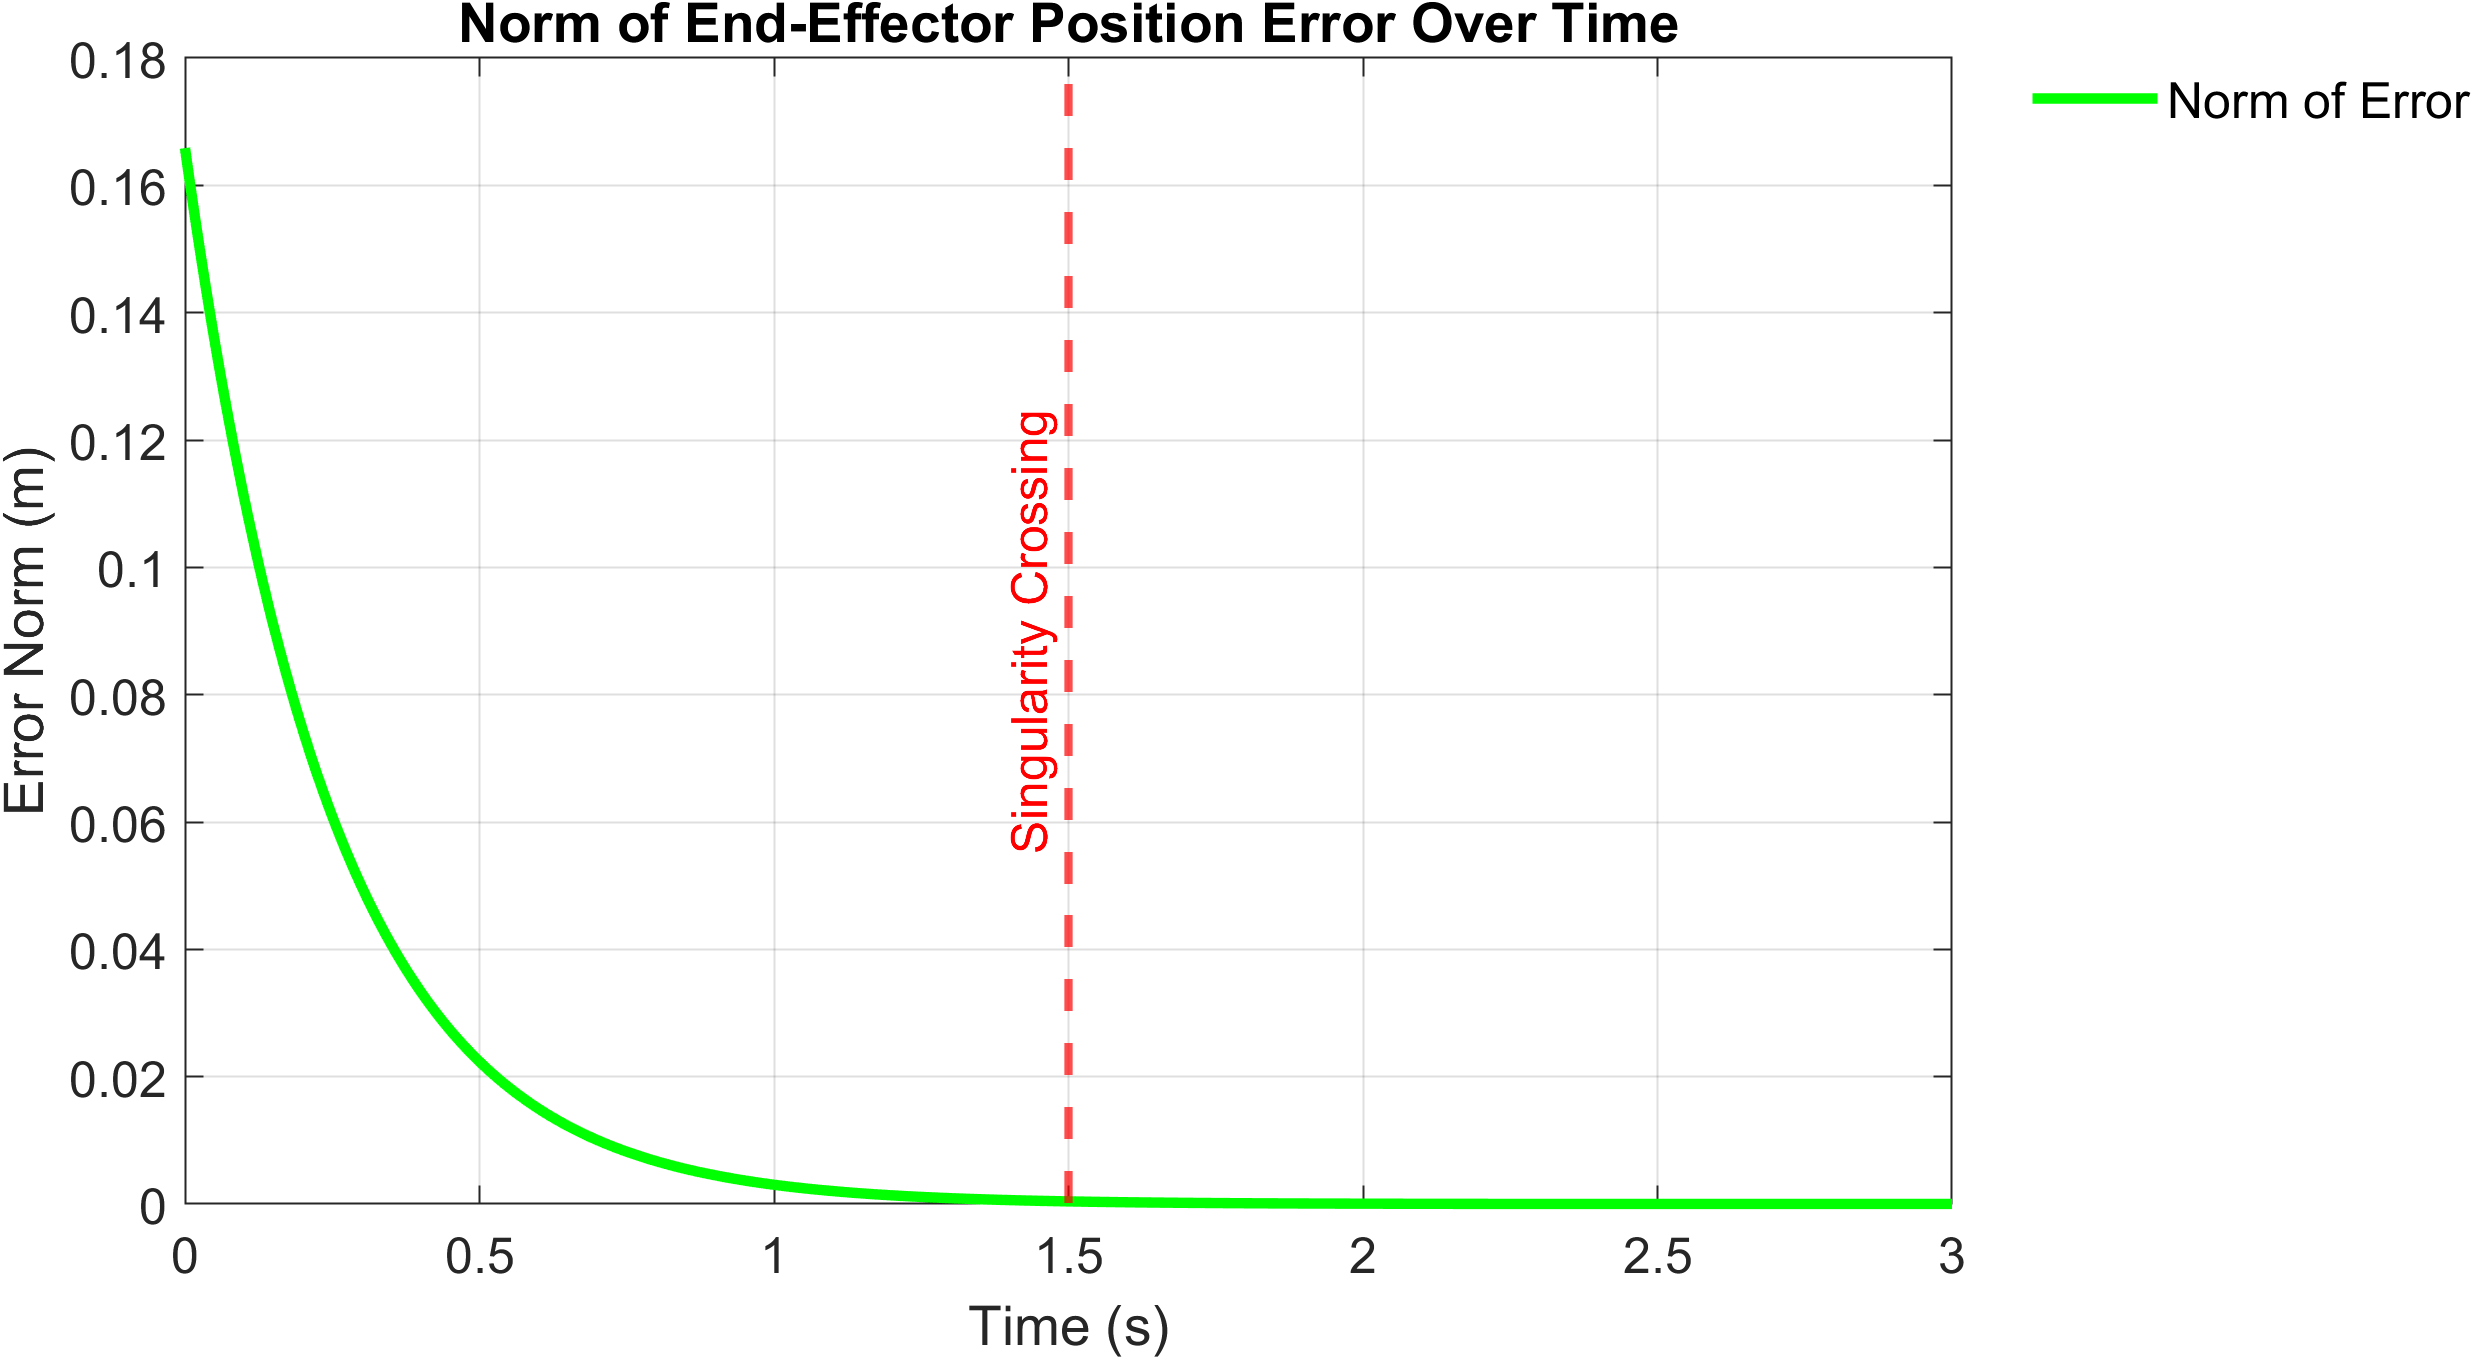 Norm of End-Effector Position Error Over Time
Norm of Error
0.18
0.16
0.14
0.12
0.1
0.08
0.06
0.04
0.02
0
Error Norm (m)
Singularity Crossing
0 0.5 1 1.5 2 2.5 3
Time (s)